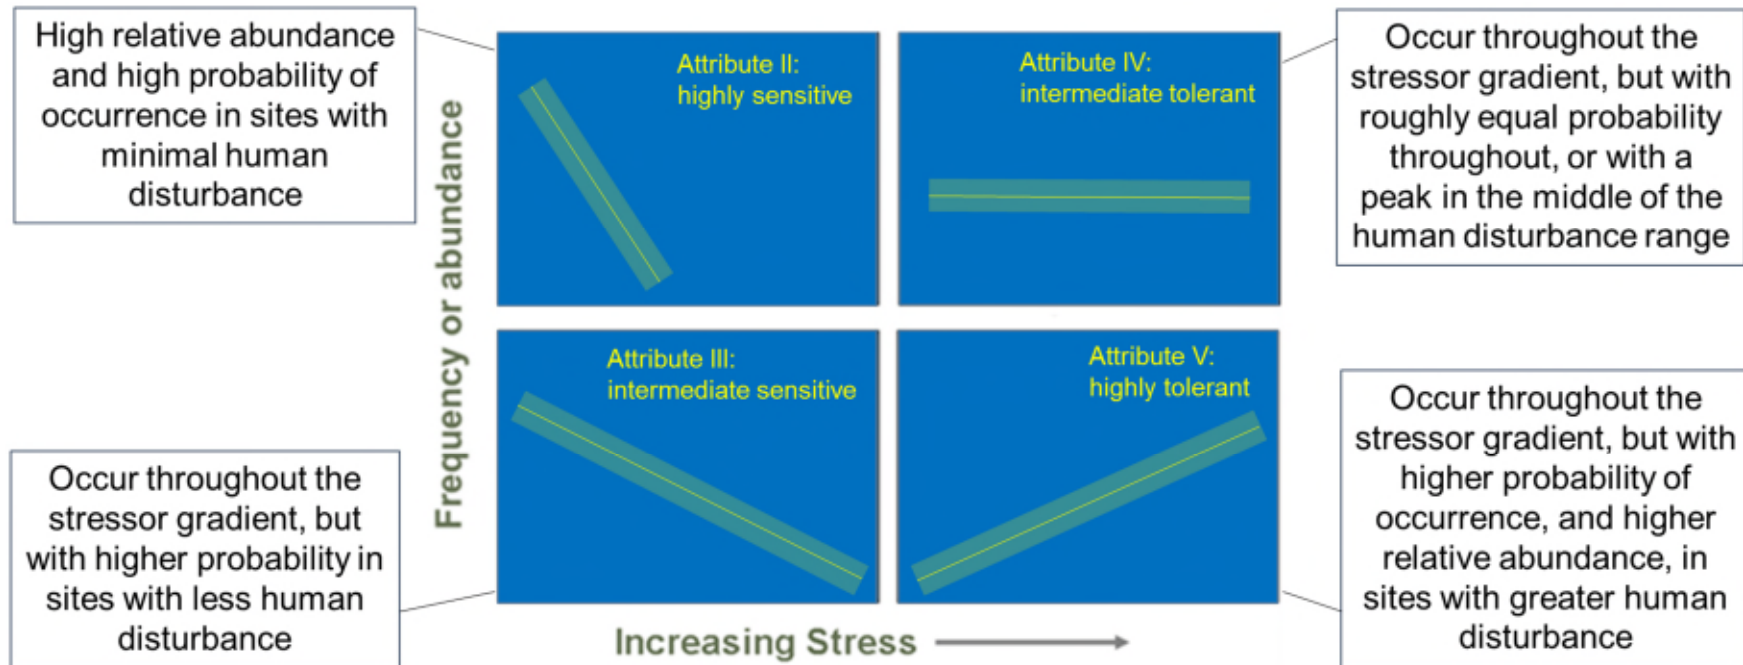 High relative abundance
and high probability of
occurrence in sites with
minimal human
disturbance
Frequency or abundance
Attribute II:
highly sensitive
Attribute IV:
intermediate tolerant
Occur throughout the
stressor gradient, but with
roughly equal probability
throughout, or with a
peak in the middle of the
human disturbance range
Occur throughout the
stressor gradient, but
with higher probability in
sites with less human
disturbance
Attribute III:
intermediate sensitive
Attribute V:
highly tolerant
Occur throughout the
stressor gradient, but with
higher probability of
occurrence, and higher
relative abundance, in
sites with greater human
disturbance
Increasing Stress